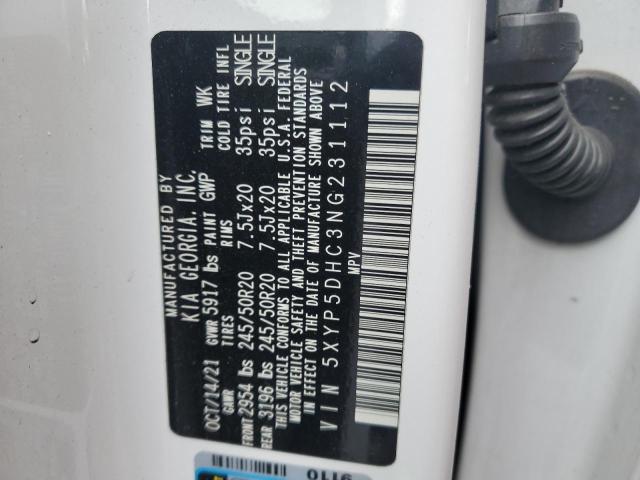 MANUFACTURED BY
KIA GEORGIA. INC.
OCT/14/21 GVWR 5917 lbs PAINT GWP TRIM WK
GAWR TIRES RIMS COLD TIRE INFL
FRONT 2954 lbs 245/50R20 7.5Jx20 35psi SINGLE
REAR 3196 lbs 245/50R20 7.5Jx20 35psi SINGLE
THIS VEHICLE CONFORMS TO ALL APPLICABLE U.S.A. FEDERAL
MOTOR VEHICLE SAFETY AND THEFT PREVENTION STANDARDS
IN EFFECT ON THE DATE OF MANUFACTURE SHOWN ABOVE
VIN 5XYP5DHC3NG231112
MPV
9110